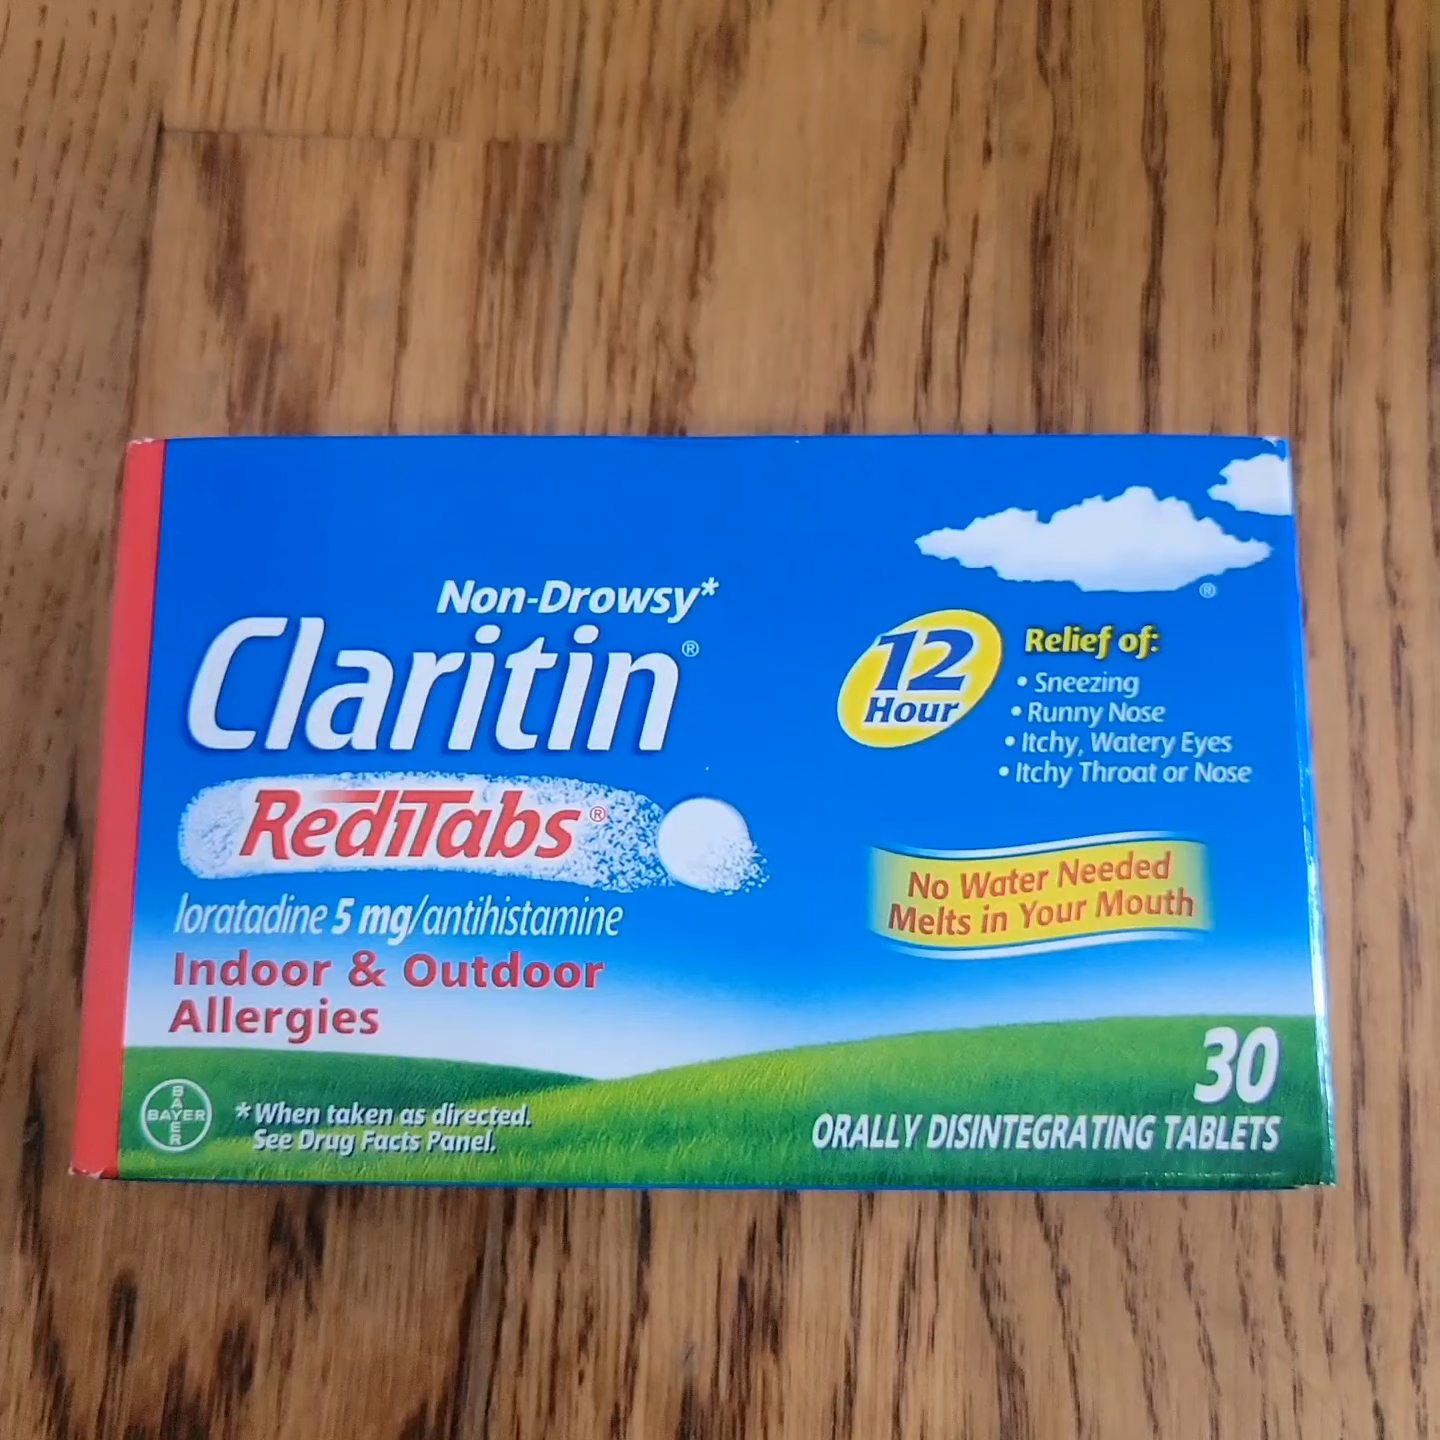 Non-Drowsy*
Claritin®
RediTabs®
loratadine 5 mg/antihistamine
Indoor & Outdoor
Allergies
BAYER
BAYER
*When taken as directed.
See Drug Facts Panel.
®
12
Hour
Relief of:
• Sneezing
• Runny Nose
• Itchy, Watery Eyes
• Itchy Throat or Nose
No Water Needed
Melts in Your Mouth
30
ORALLY DISINTEGRATING TABLETS